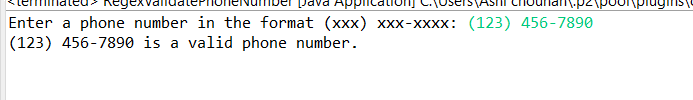 <terminated> RegexValidatePhoneNumber [Java Application] C:\Users\Ashi chouhan\.p2\pool\plugins\
Enter a phone number in the format (xxx) xxx-xxxx: (123) 456-7890
(123) 456-7890 is a valid phone number.